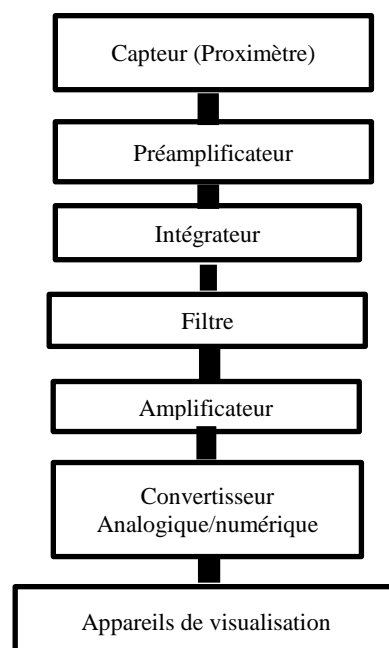 Capteur (Proximètre)
Préamplificateur
Intégrateur
Filtre
Amplificateur
Convertisseur
Analogique/numérique
Appareils de visualisation